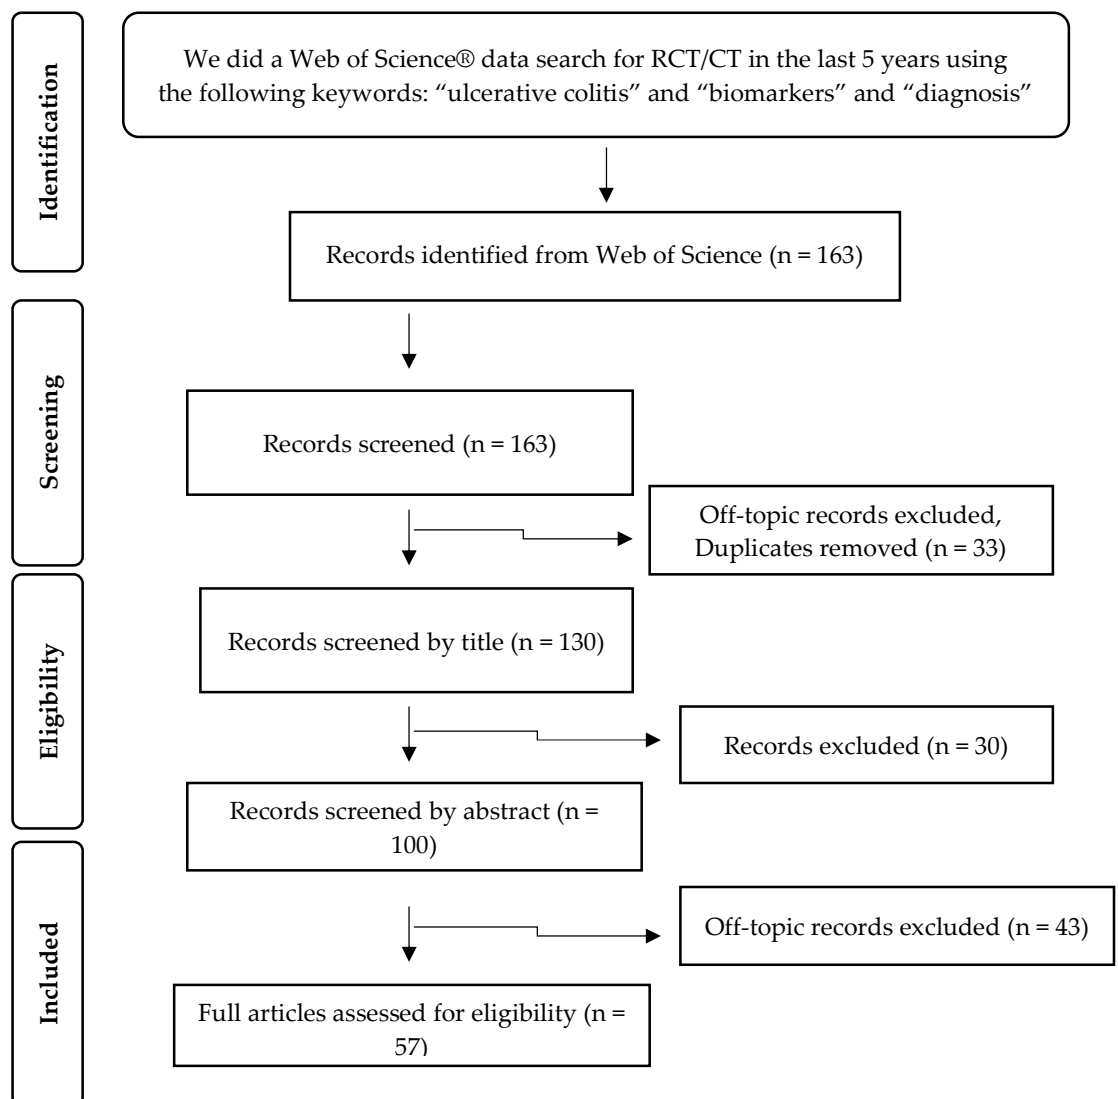 Identification
We did a Web of Science® data search for RCT/CT in the last 5 years using
the following keywords: “ulcerative colitis” and “biomarkers” and “diagnosis”
Records identified from Web of Science (n = 163)
Screening
Records screened (n = 163)
Off-topic records excluded,
Duplicates removed (n = 33)
Eligibility
Records screened by title (n = 130)
Records excluded (n = 30)
Records screened by abstract (n =
100)
Included
Off-topic records excluded (n = 43)
Full articles assessed for eligibility (n =
57)